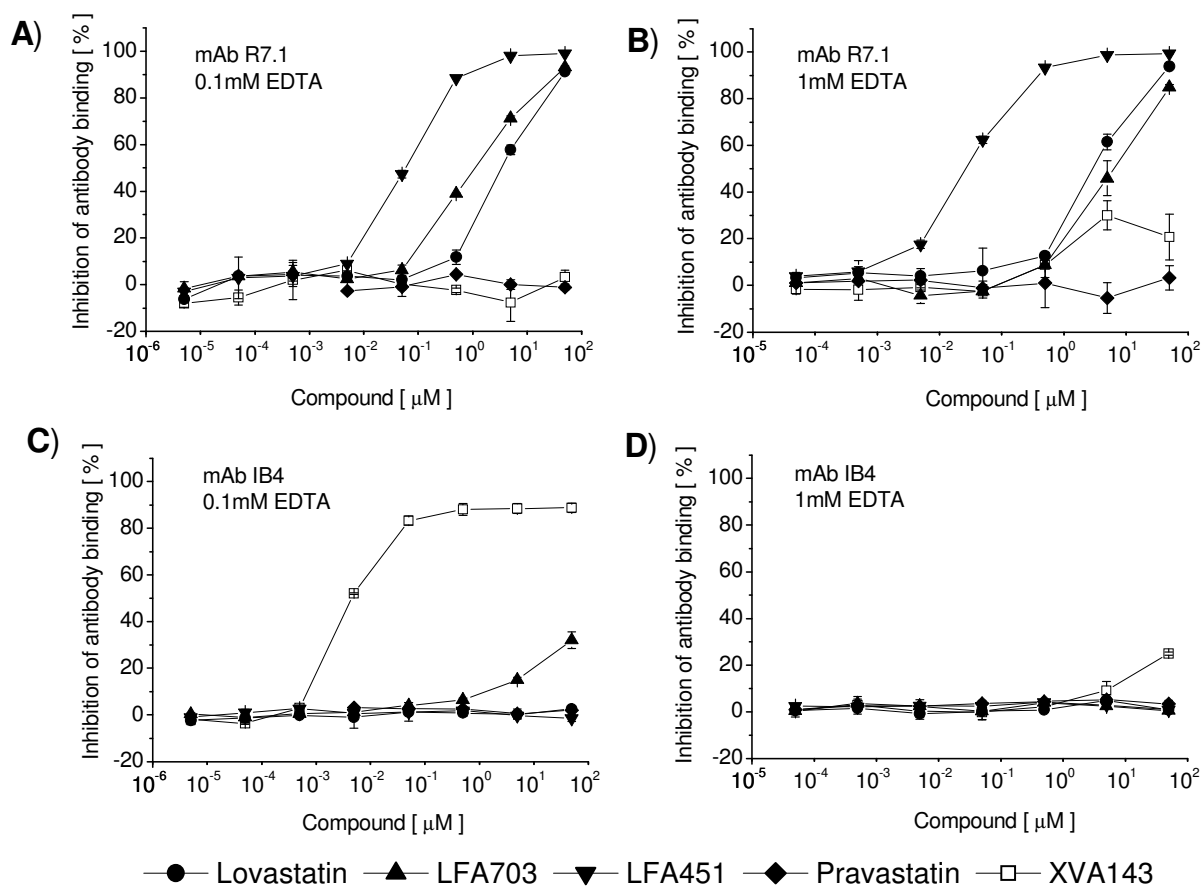 A)
mAb R7.1
0.1mM EDTA
Inhibition of antibody binding [ % ]
100
80
60
40
20
0
-20
10-6
10-5
10-4
10-3
10-2
10-1
100
101
102
Compound [ μM ]
B)
mAb R7.1
1mM EDTA
Inhibition of antibody binding [ % ]
100
80
60
40
20
0
-20
10-5
10-4
10-3
10-2
10-1
100
101
102
Compound [ μM ]
C)
mAb IB4
0.1mM EDTA
Inhibition of antibody binding [ % ]
100
80
60
40
20
0
-20
10-6
10-5
10-4
10-3
10-2
10-1
100
101
102
Compound [ μM ]
D)
mAb IB4
1mM EDTA
Inhibition of antibody binding [ % ]
100
80
60
40
20
0
-20
10-5
10-4
10-3
10-2
10-1
100
101
102
Compound [ μM ]
Lovastatin LFA703 LFA451 Pravastatin XVA143